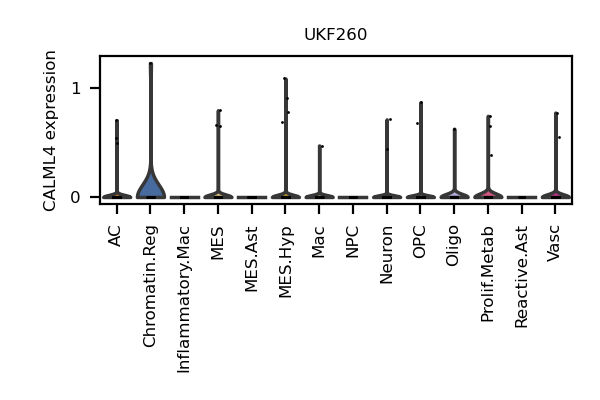 UKF260
CALML4 expression
1
0
AC
Chromatin.Reg
Inflammatory.Mac
MES
MES.Ast
MES.Hyp
Mac
NPC
Neuron
OPC
Oligo
Prolif.Metab
Reactive.Ast
Vasc